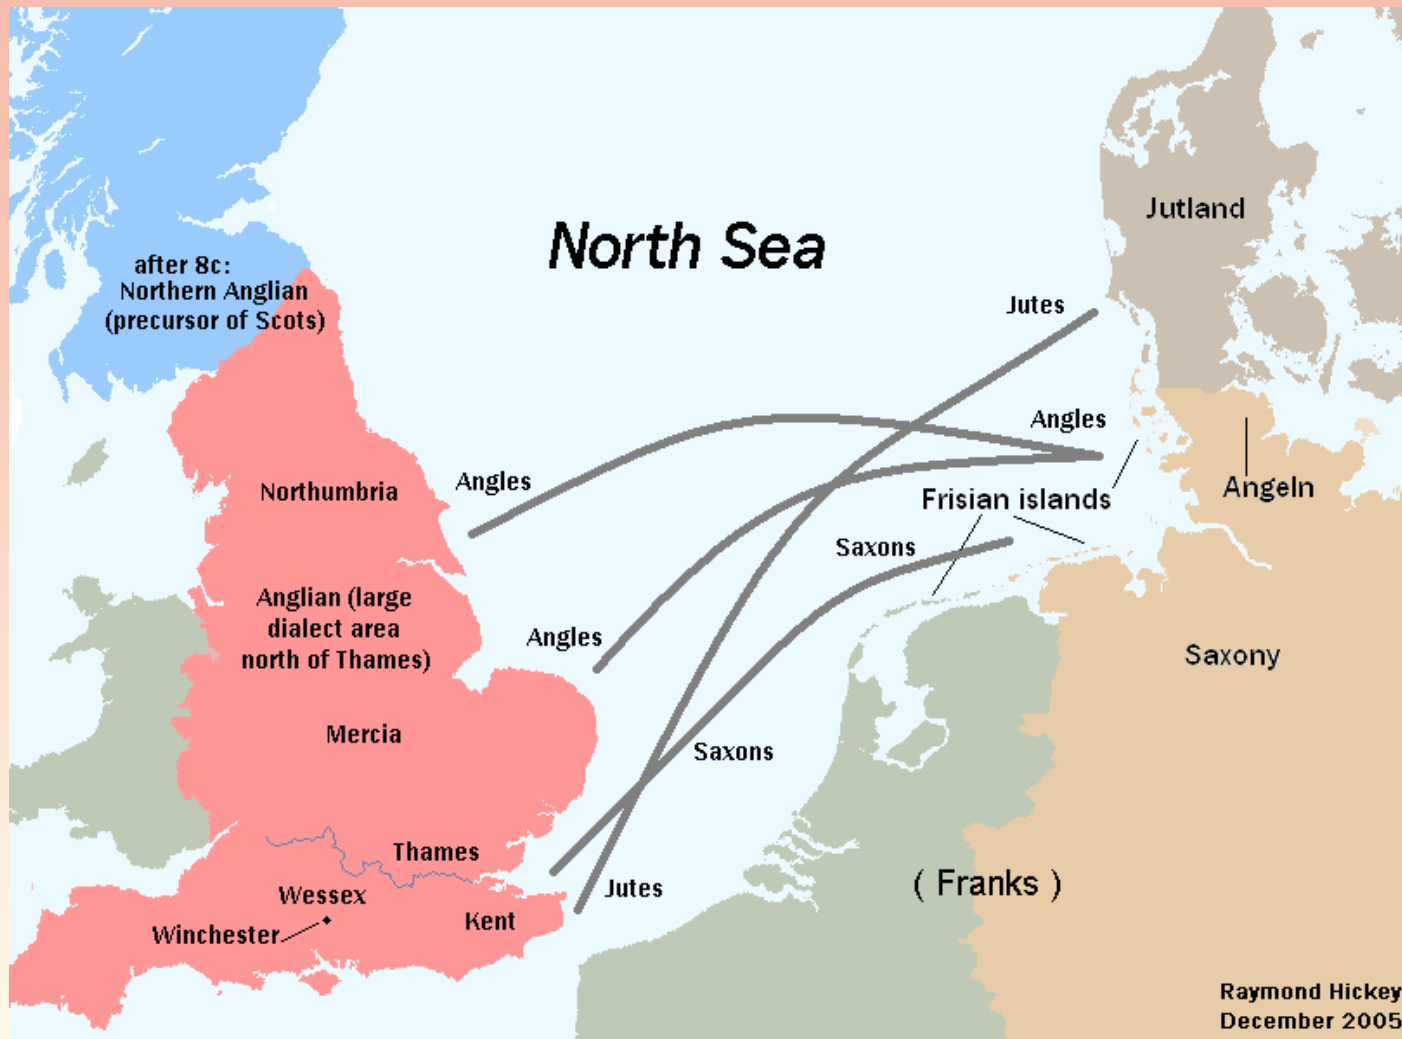 Jutland
North Sea
after 8c:
Northern Anglian
(precursor of Scots)
Jutes
Angles
Angles
Northumbria
Frisian islands
Angeln
Saxons
Anglian (large
dialect area
north of Thames)
Angles
Saxony
Mercia
Saxons
Thames
( Franks )
Jutes
Wessex
Kent
Winchester
Raymond Hickey
December 2005